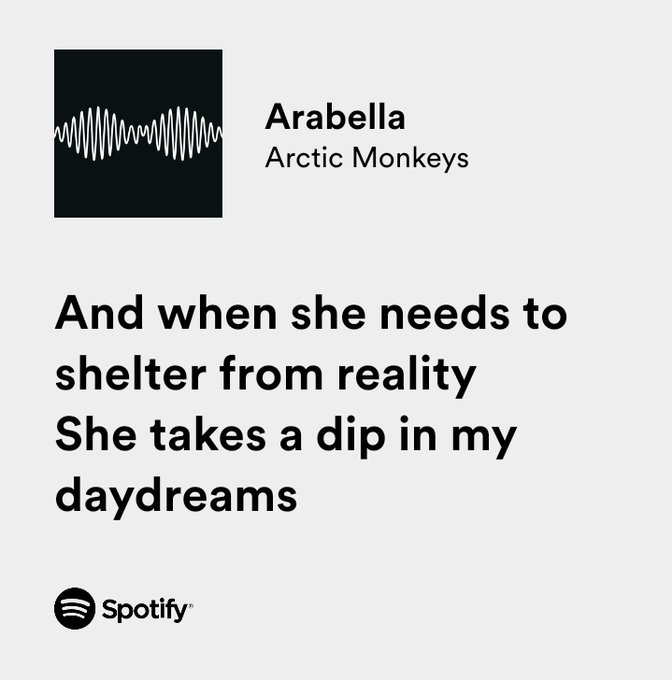 Arabella
Arctic Monkeys
And when she needs to
shelter from reality
She takes a dip in my
daydreams
Spotify®